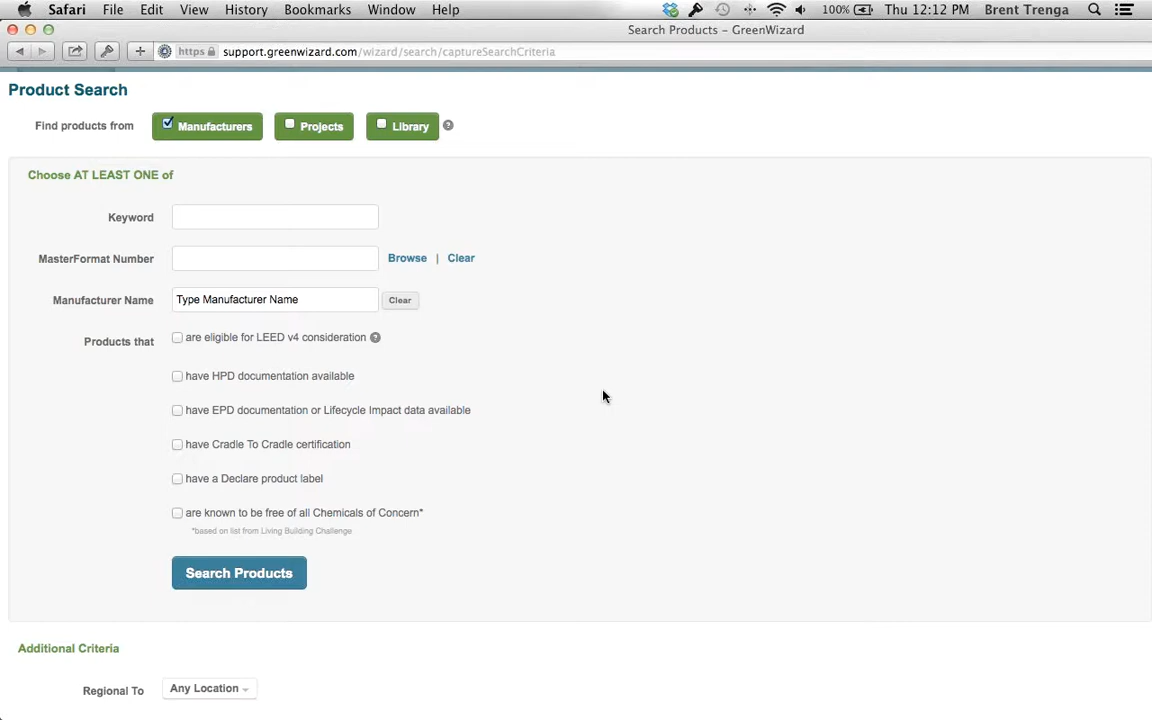 Safari File Edit View History Bookmarks Window Help 100% Thu 12:12 PM Brent Trenga
Search Products – GreenWizard
https support.greenwizard.com/wizard/search/captureSearchCriteria
Product Search
Find products from Manufacturers Projects Library ?
Choose AT LEAST ONE of
Keyword
MasterFormat Number Browse | Clear
Manufacturer Name Type Manufacturer Name Clear
Products that are eligible for LEED v4 consideration ?
have HPD documentation available
have EPD documentation or Lifecycle Impact data available
have Cradle To Cradle certification
have a Declare product label
are known to be free of all Chemicals of Concern*
*based on list from Living Building Challenge
Search Products
Additional Criteria
Regional To Any Location